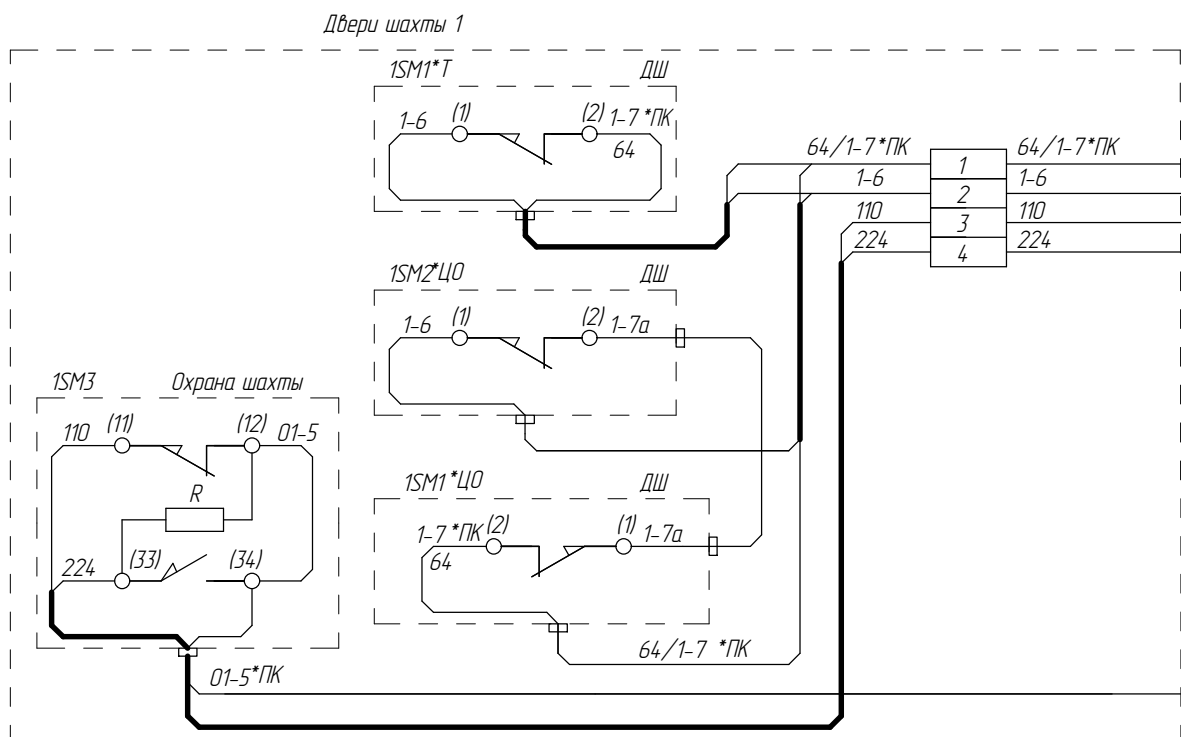 Двери шахты 1
1SM1*Т ДШ
1-6 (1) (2) 1-7 *ПК
64
64/1-7*ПК 1 64/1-7*ПК
1-6 2 1-6
110 3 110
224 4 224
1SM2*ЦО ДШ
1-6 (1) (2) 1-7а
1SM3 Охрана шахты
110 (11) (12) 01-5
R
224 (33) (34)
1SM1*ЦО ДШ
1-7 *ПК (2) (1) 1-7а
64
64/1-7 *ПК
01-5*ПК